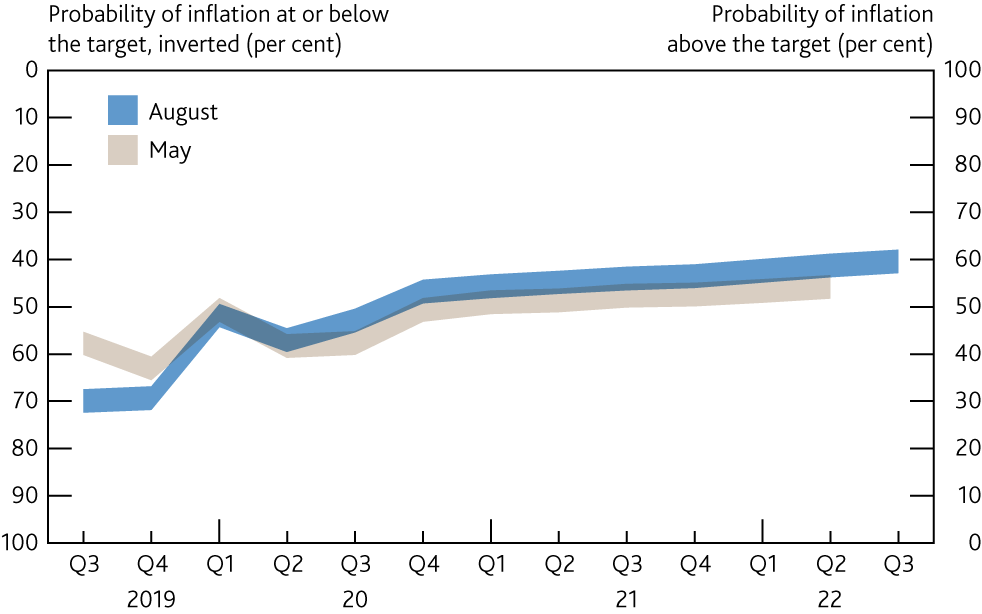 Probability of inflation at or below
the target, inverted (per cent)
Probability of inflation
above the target (per cent)
0
10
20
30
40
50
60
70
80
90
100
August
May
100
90
80
70
60
50
40
30
20
10
0
Q3 Q4 Q1 Q2 Q3 Q4 Q1 Q2 Q3 Q4 Q1 Q2 Q3
2019 20 21 22